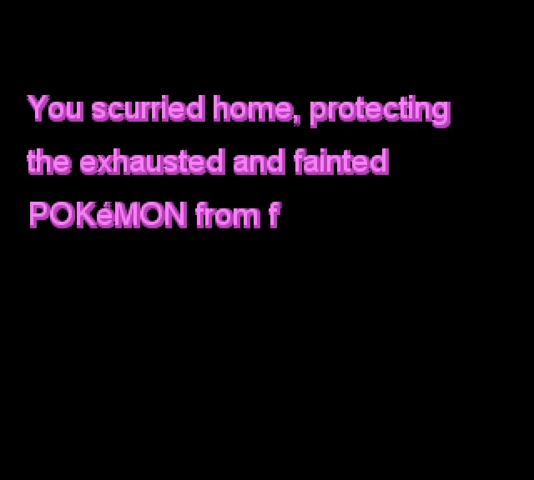 You scurried home, protecting
the exhausted and fainted
POKéMON from f